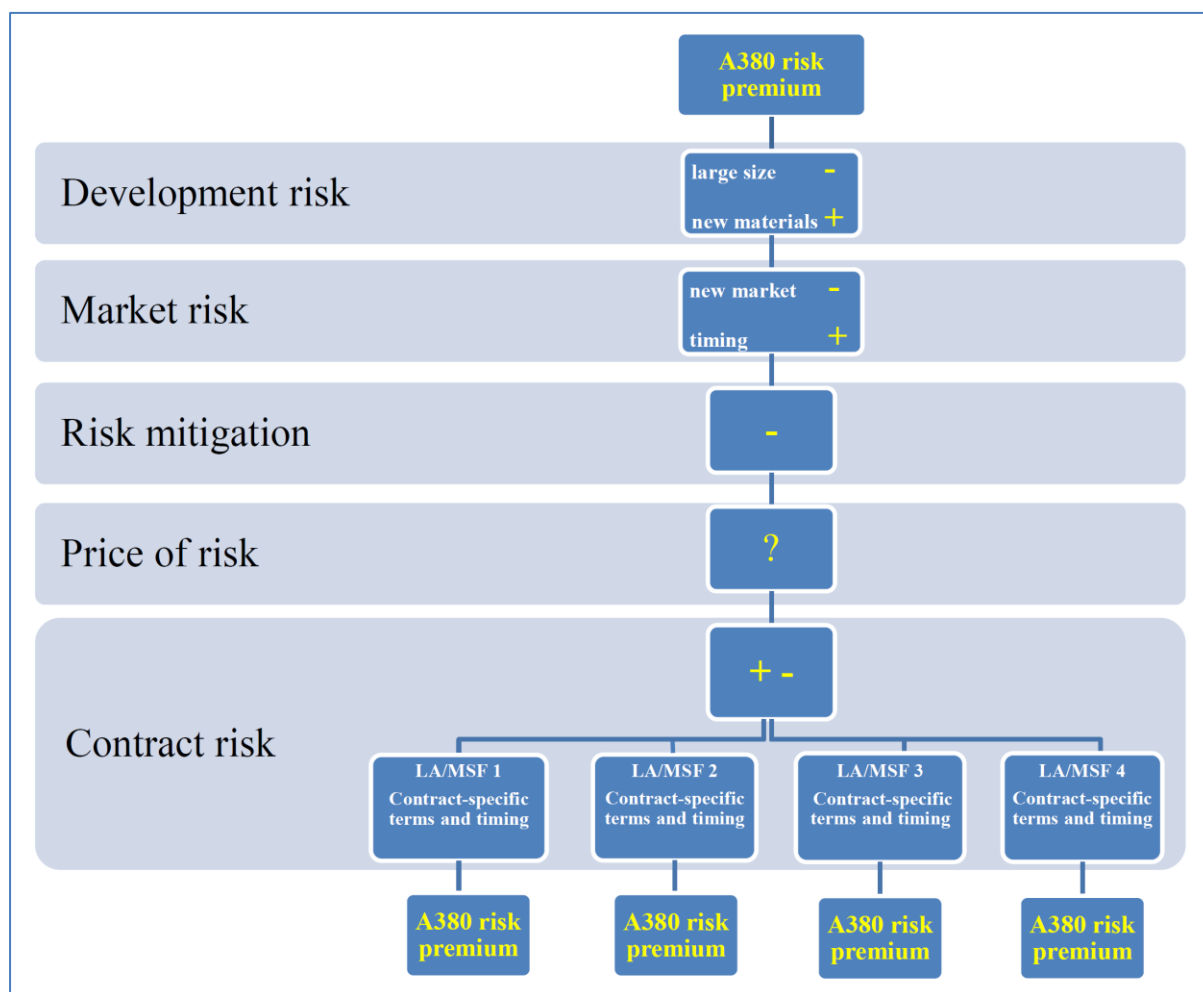 A380 risk
premium
Development risk
large size -
new materials +
Market risk
new market -
timing +
Risk mitigation
-
Price of risk
?
+ -
Contract risk
LA/MSF 1
Contract-specific
terms and timing
LA/MSF 2
Contract-specific
terms and timing
LA/MSF 3
Contract-specific
terms and timing
LA/MSF 4
Contract-specific
terms and timing
A380 risk
premium
A380 risk
premium
A380 risk
premium
A380 risk
premium